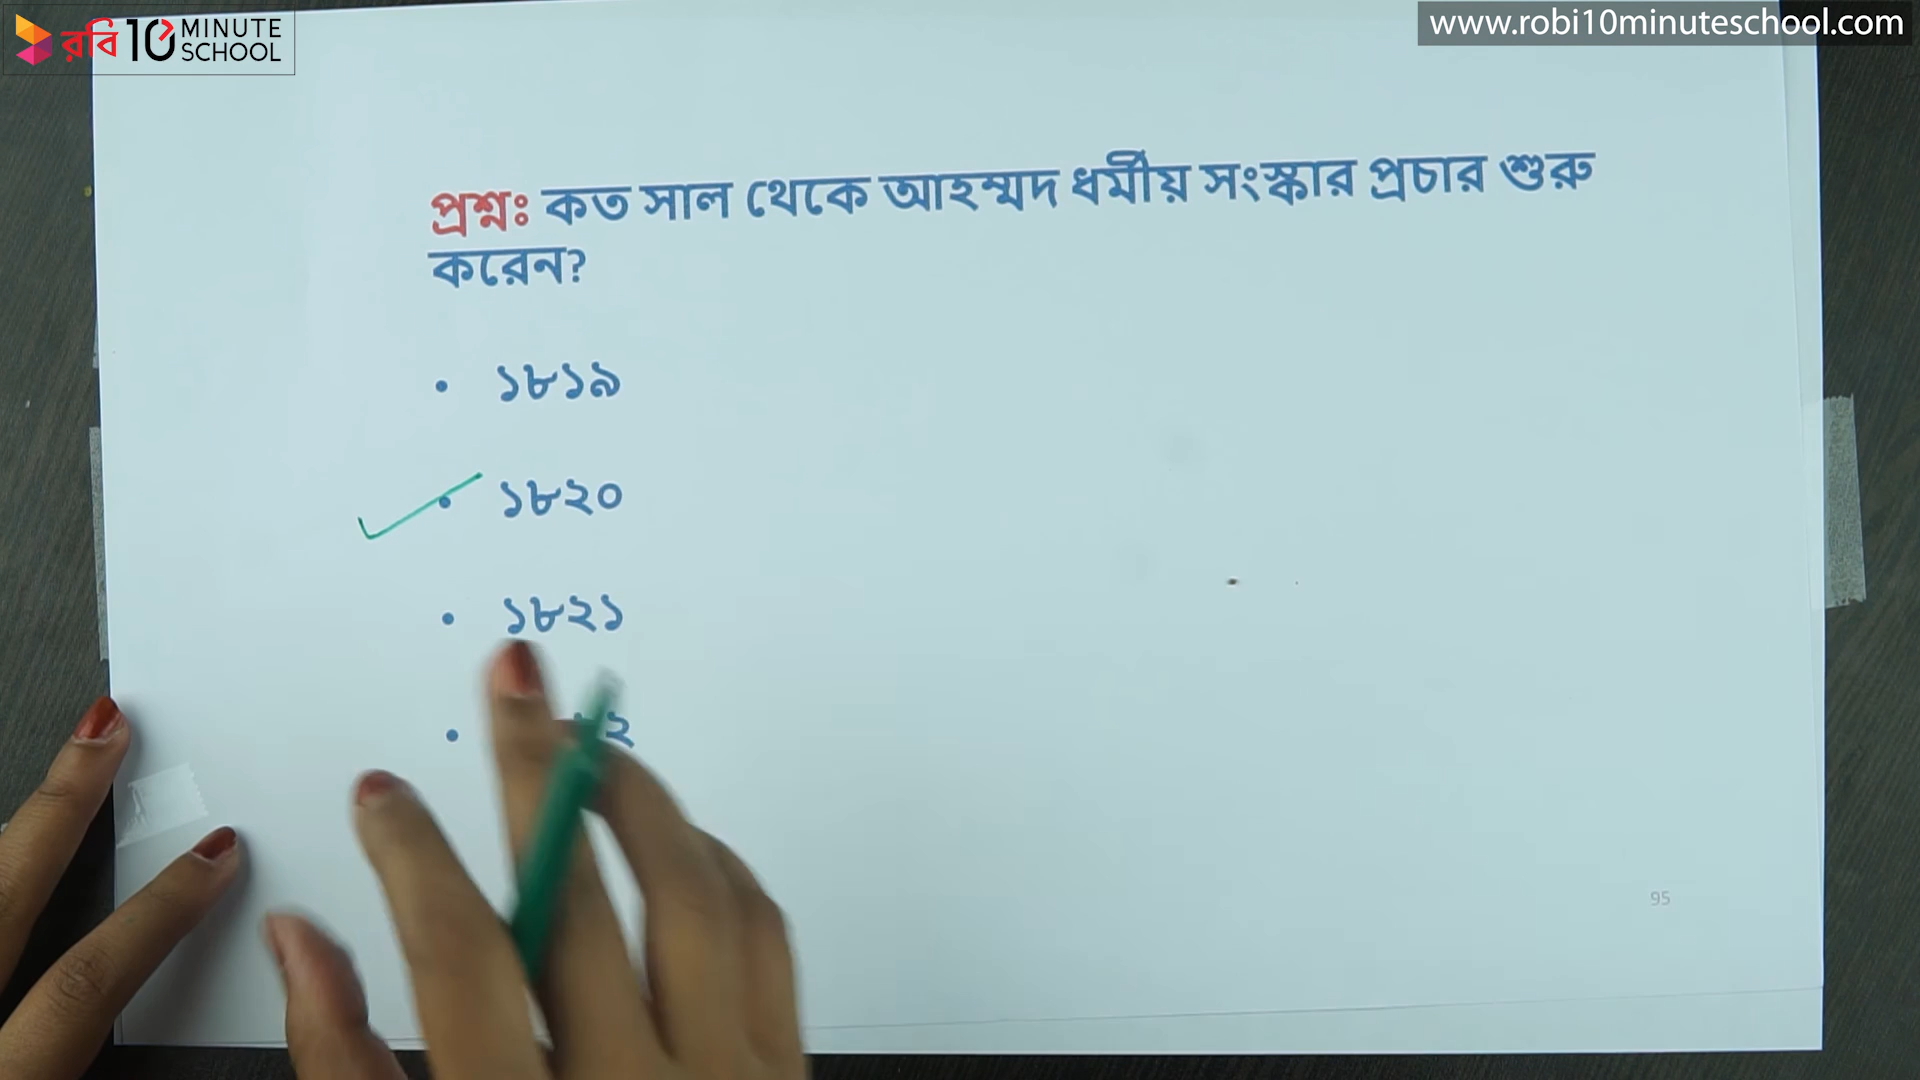 রবি 10 MINUTE SCHOOL
www.robi10minuteschool.com
প্রশ্নঃ কত সাল থেকে আহম্মদ ধর্মীয় সংস্কার প্রচার শুরু
করেন?
• ১৮১৯
• ১৮২০
• ১৮২১
•
95